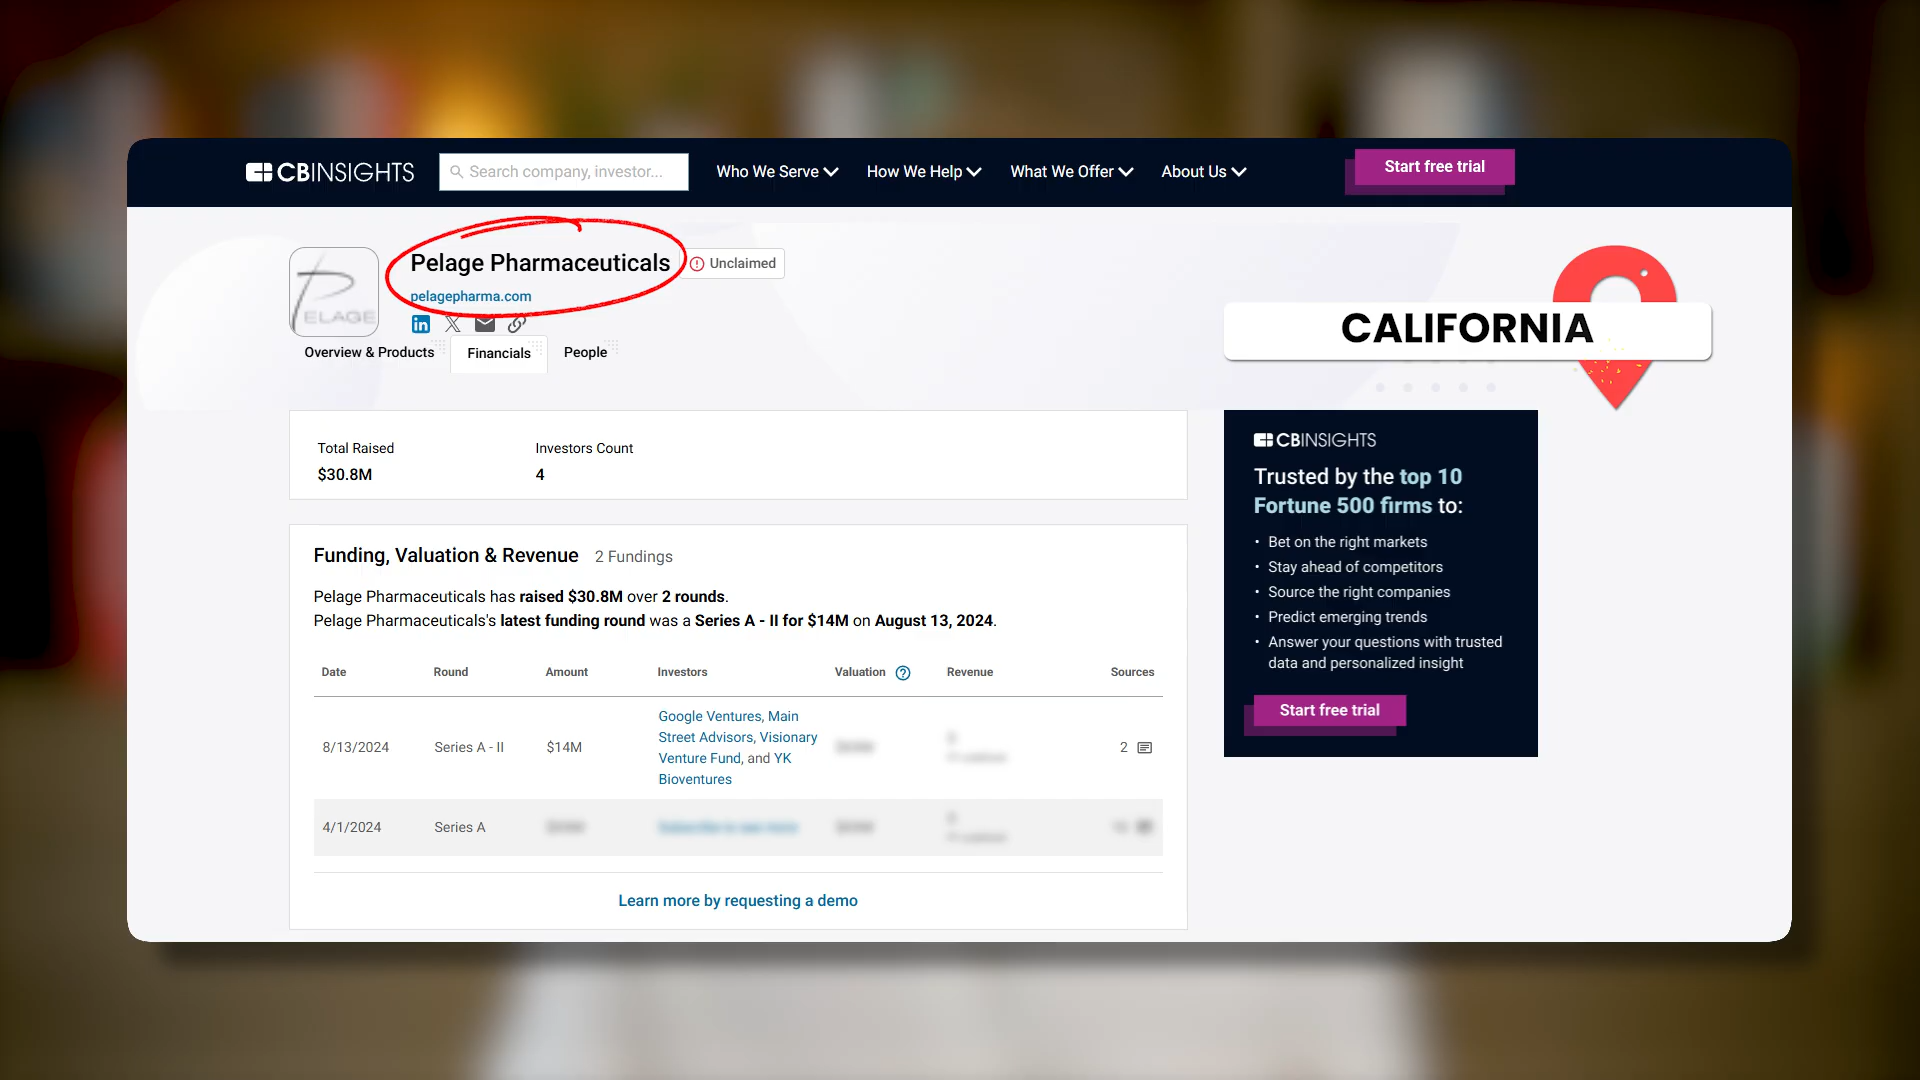 CBINSIGHTS
Search company, investor...
Who We Serve
How We Help
What We Offer
About Us
Start free trial
PELAGE
Pelage Pharmaceuticals
Unclaimed
pelagepharma.com
in
Overview & Products
Financials
People
CALIFORNIA
Total Raised
Investors Count
$30.8M
4
Funding, Valuation & Revenue
2 Fundings
Pelage Pharmaceuticals has raised $30.8M over 2 rounds.
Pelage Pharmaceuticals's latest funding round was a Series A - II for $14M on August 13, 2024.
Date
Round
Amount
Investors
Valuation
Revenue
Sources
8/13/2024
Series A - II
$14M
Google Ventures, Main
Street Advisors, Visionary
Venture Fund, and YK
Bioventures
2
4/1/2024
Series A
Learn more by requesting a demo
CBINSIGHTS
Trusted by the top 10
Fortune 500 firms to:
• Bet on the right markets
• Stay ahead of competitors
• Source the right companies
• Predict emerging trends
• Answer your questions with trusted
data and personalized insight
Start free trial